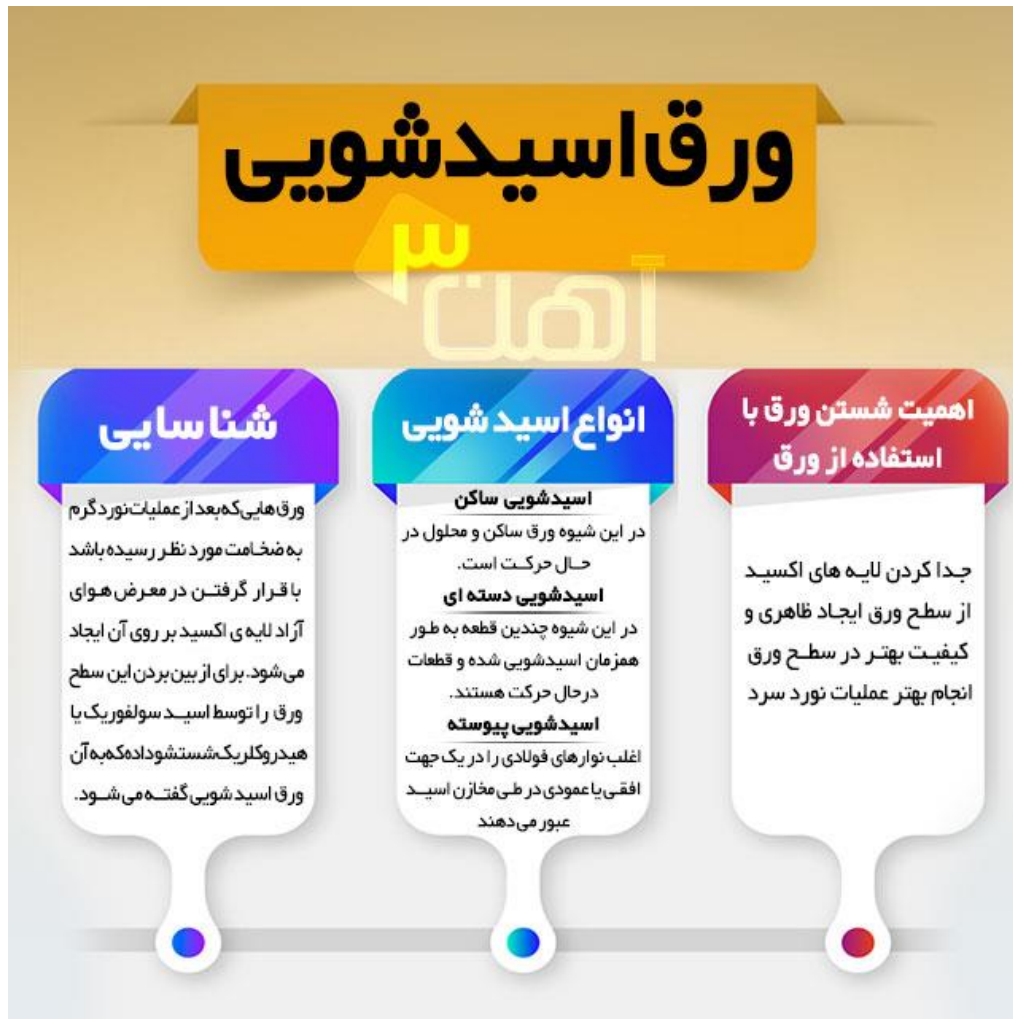 ورق اسیدشویی
آهن ۳
اهمیت شستن ورق با
استفاده از ورق
جدا کردن لایه های اکسید
از سطح ورق ایجاد ظاهری و
کیفیت بهتر در سطح ورق
انجام بهتر عملیات نورد سرد
انواع اسید شویی
اسیدشویی ساکن
در این شیوه ورق ساکن و محلول در
حال حرکت است.
اسیدشویی دسته ای
در این شیوه چندین قطعه به طور
همزمان اسیدشویی شده و قطعات
درحال حرکت هستند.
اسیدشویی پیوسته
اغلب نوارهای فولادی را در یک جهت
افقی یا عمودی در طی مخازن اسید
عبور می‌دهند
شناسایی
ورق هایی که بعد از عملیات نورد گرم
به ضخامت مورد نظر رسیده باشد
با قرار گرفتن در معرض هوای
آزاد لایه ی اکسید بر روی آن ایجاد
می‌شود. برای از بین بردن این سطح
ورق را توسط اسید سولفوریک یا
هیدروکلریک شستشو داده که به آن
ورق اسید شویی گفته می شود.